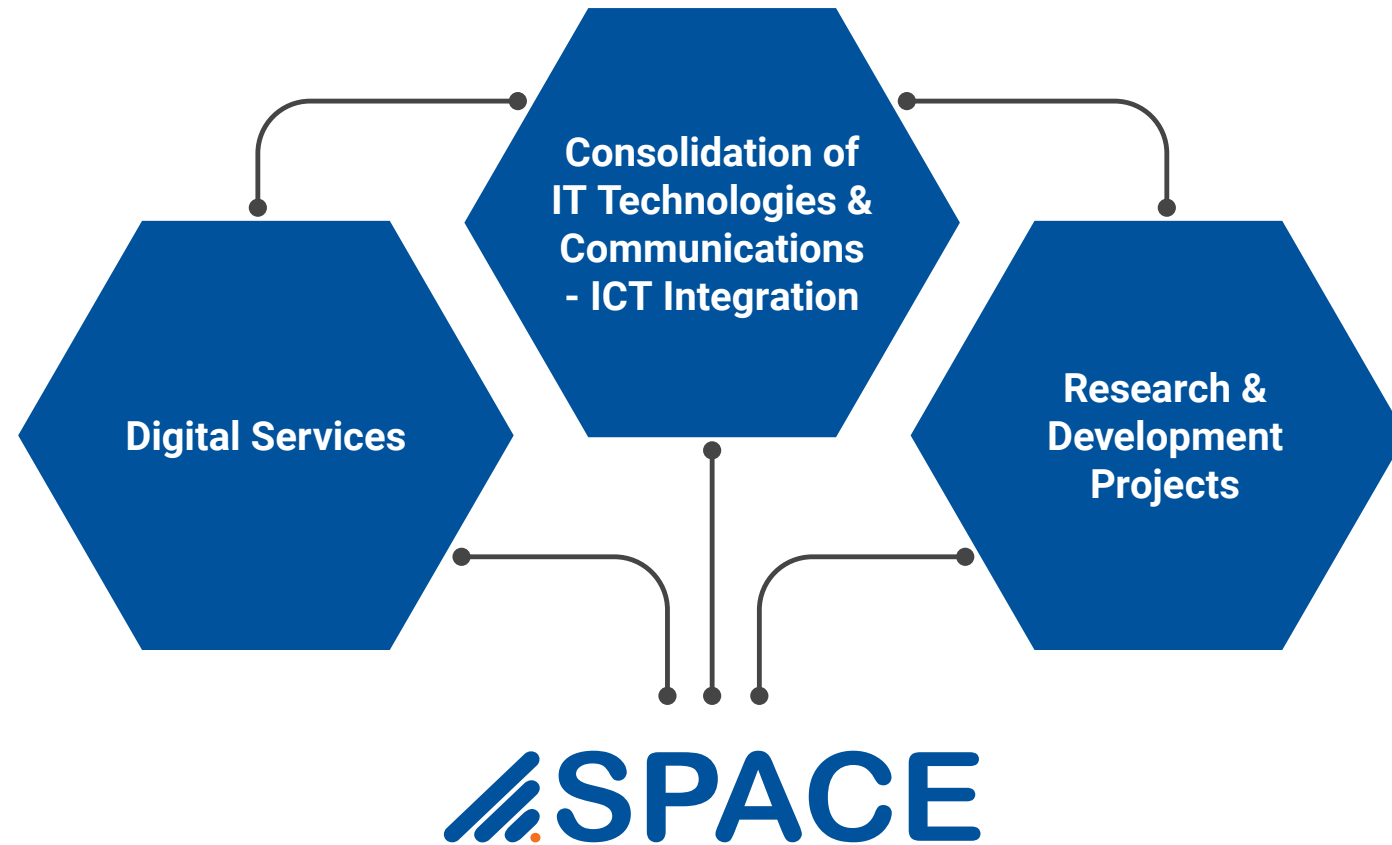 Consolidation of
IT Technologies &
Communications
- ICT Integration
Digital Services
Research &
Development
Projects
SPACE